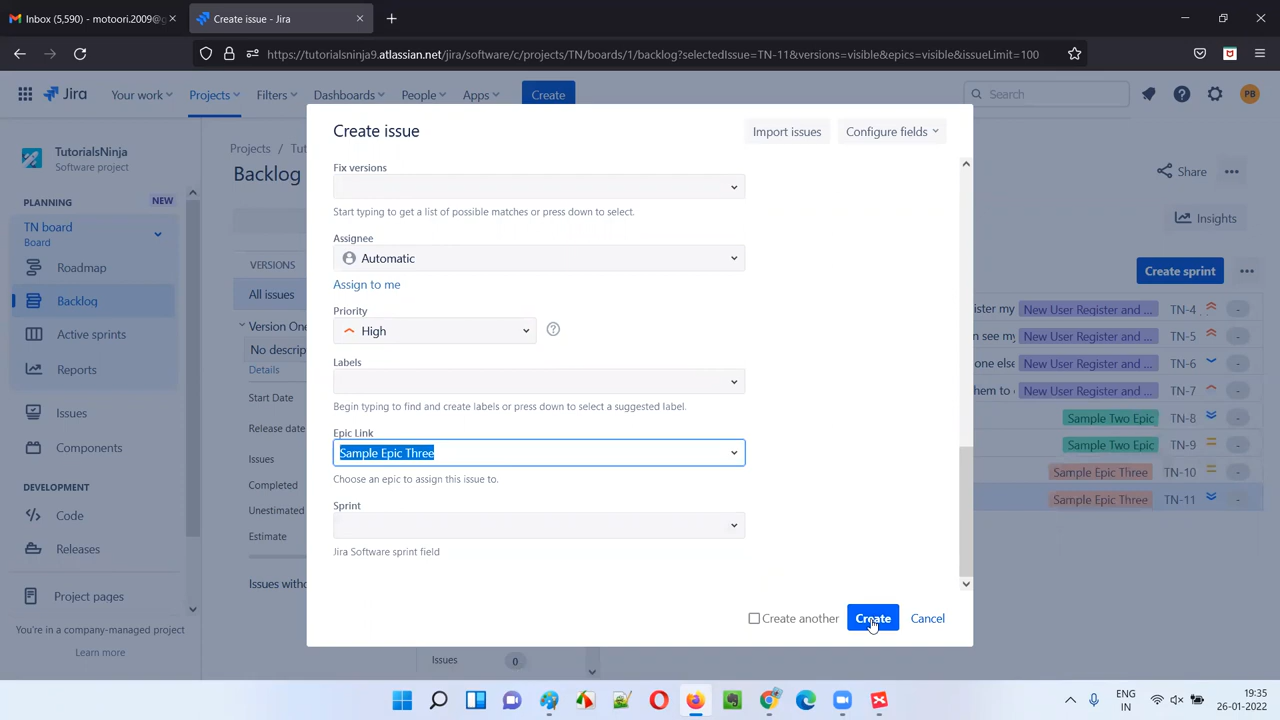 Inbox (5,590) - motoori.2009@g
Create issue - Jira
https://tutorialsninja9.atlassian.net/jira/software/c/projects/TN/boards/1/backlog?selectedIssue=TN-11&versions=visible&epics=visible&issueLimit=100
Jira
Your work
Projects
Filters
Dashboards
People
Apps
Create
Search
PB
TutorialsNinja
Software project
PLANNING
NEW
TN board
Board
Roadmap
Backlog
Active sprints
Reports
Issues
Components
DEVELOPMENT
Code
Releases
Project pages
You're in a company-managed project
Learn more
Projects / Tut
Backlog
VERSIONS
All issues
Version One
No descrip
Details
Start Date
Release date
Issues
Completed
Unestimated
Estimate
Issues witho
Issues 0
Create issue
Import issues
Configure fields
Fix versions
Start typing to get a list of possible matches or press down to select.
Assignee
Automatic
Assign to me
Priority
High
Labels
Begin typing to find and create labels or press down to select a suggested label.
Epic Link
Sample Epic Three
Choose an epic to assign this issue to.
Sprint
Jira Software sprint field
Create another
Create
Cancel
Share
Insights
Create sprint
ister my New User Register and ... TN-4 -
n see my New User Register and ... TN-5 -
one else New User Register and ... TN-6 -
hem to New User Register and ... TN-7 -
Sample Two Epic TN-8 -
Sample Two Epic TN-9 -
Sample Epic Three TN-10 -
Sample Epic Three TN-11 -
ENG
IN
19:35
26-01-2022